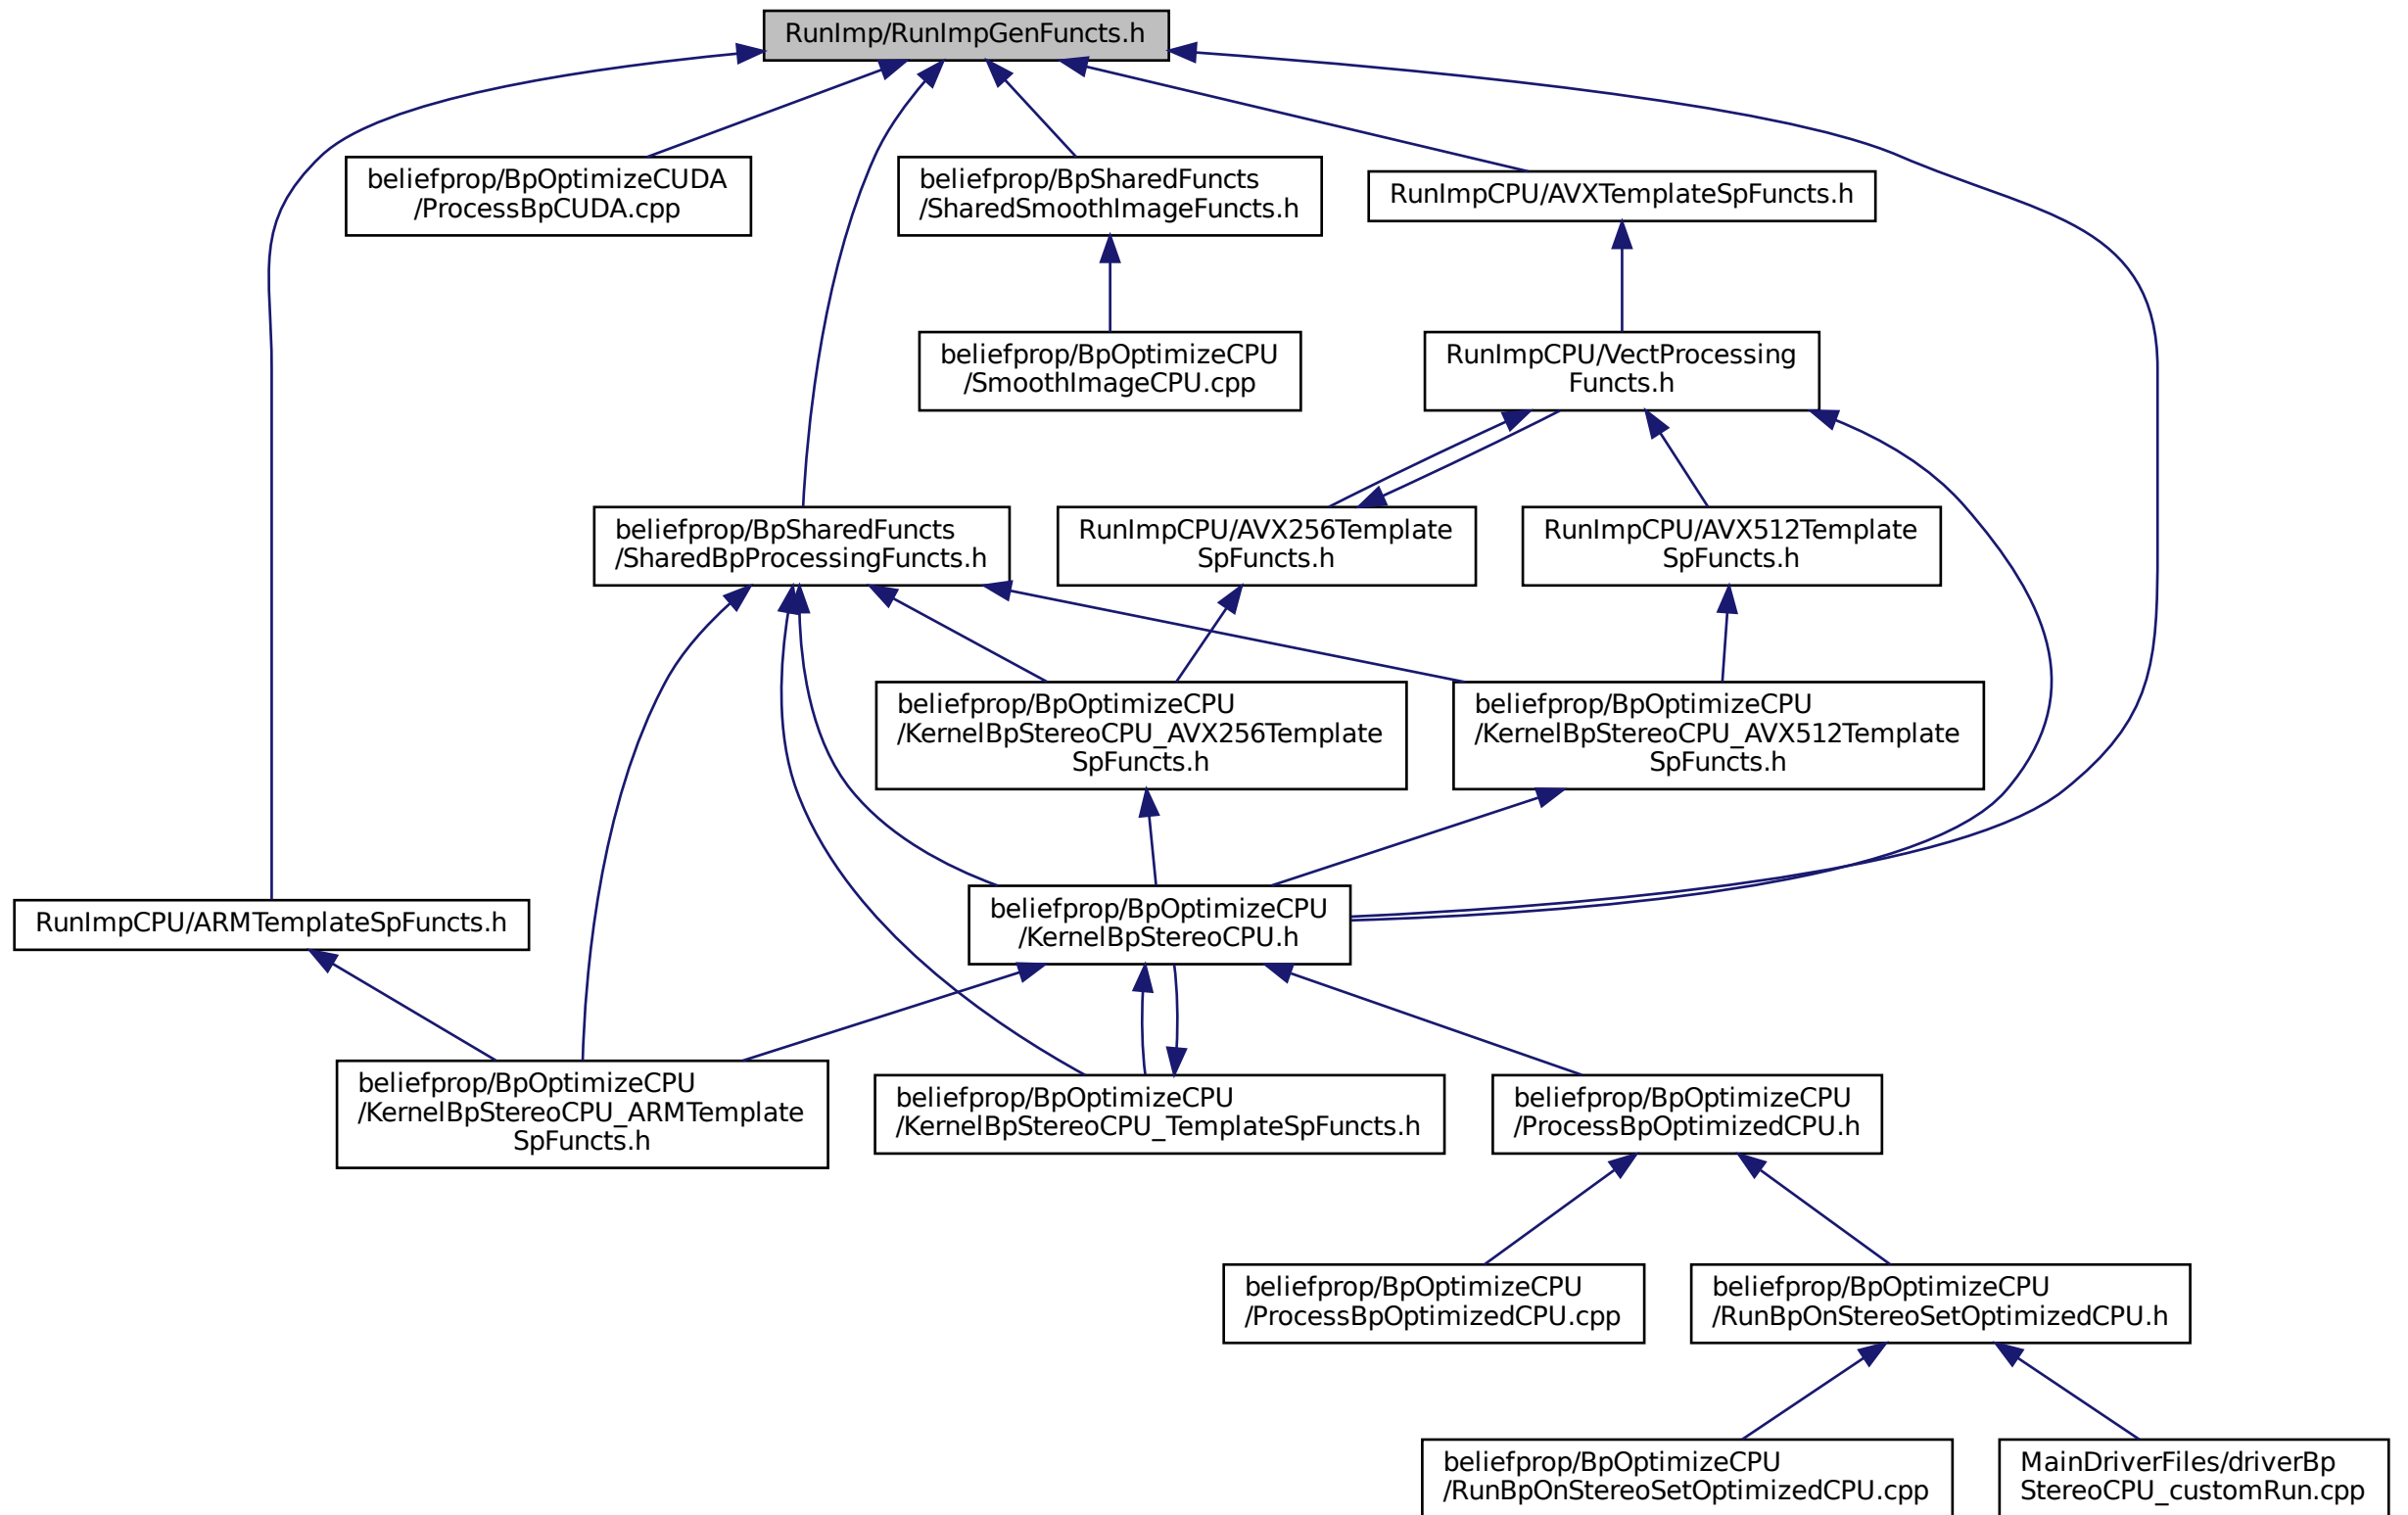 RunImp/RunImpGenFuncts.h
beliefprop/BpOptimizeCUDA
/ProcessBpCUDA.cpp
beliefprop/BpSharedFuncts
/SharedSmoothImageFuncts.h
RunImpCPU/AVXTemplateSpFuncts.h
beliefprop/BpOptimizeCPU
/SmoothImageCPU.cpp
RunImpCPU/VectProcessing
Functs.h
beliefprop/BpSharedFuncts
/SharedBpProcessingFuncts.h
RunImpCPU/AVX256Template
SpFuncts.h
RunImpCPU/AVX512Template
SpFuncts.h
beliefprop/BpOptimizeCPU
/KernelBpStereoCPU_AVX256Template
SpFuncts.h
beliefprop/BpOptimizeCPU
/KernelBpStereoCPU_AVX512Template
SpFuncts.h
RunImpCPU/ARMTemplateSpFuncts.h
beliefprop/BpOptimizeCPU
/KernelBpStereoCPU.h
beliefprop/BpOptimizeCPU
/KernelBpStereoCPU_ARMTemplate
SpFuncts.h
beliefprop/BpOptimizeCPU
/KernelBpStereoCPU_TemplateSpFuncts.h
beliefprop/BpOptimizeCPU
/ProcessBpOptimizedCPU.h
beliefprop/BpOptimizeCPU
/ProcessBpOptimizedCPU.cpp
beliefprop/BpOptimizeCPU
/RunBpOnStereoSetOptimizedCPU.h
beliefprop/BpOptimizeCPU
/RunBpOnStereoSetOptimizedCPU.cpp
MainDriverFiles/driverBp
StereoCPU_customRun.cpp